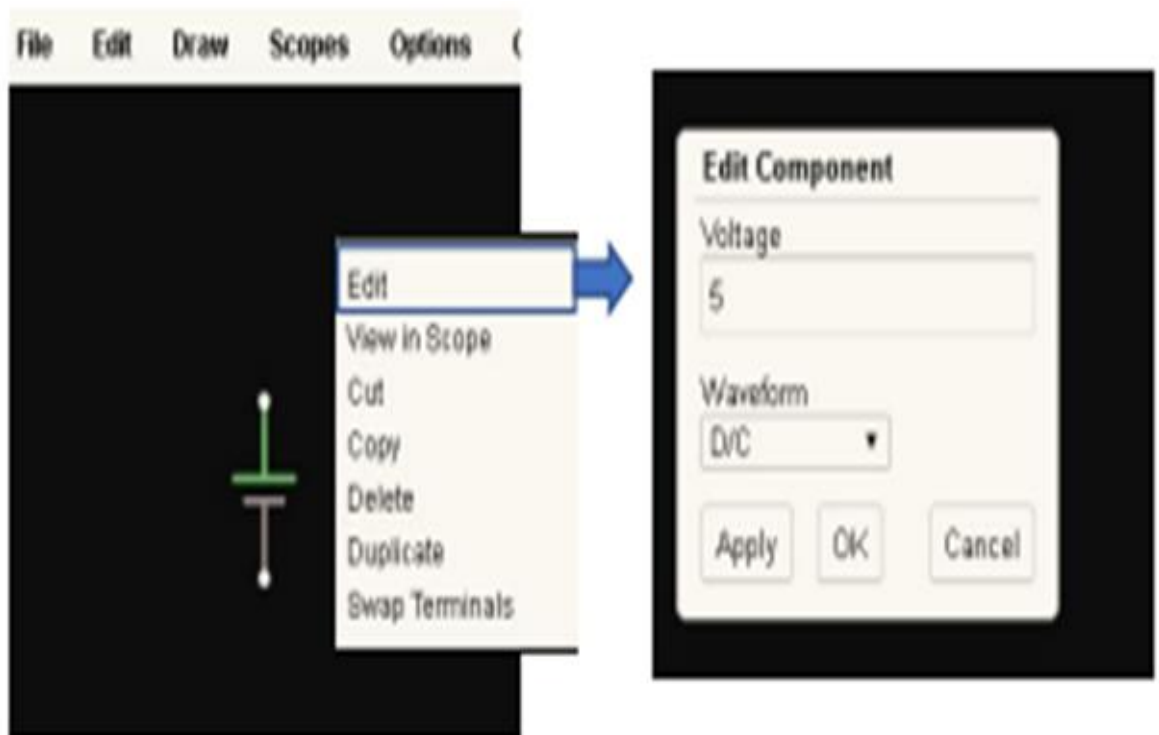 File Edit Draw Scopes Options
Edit
View in Scope
Cut
Copy
Delete
Duplicate
Swap Terminals
Edit Component
Voltage
5
Waveform
D/C
Apply OK Cancel